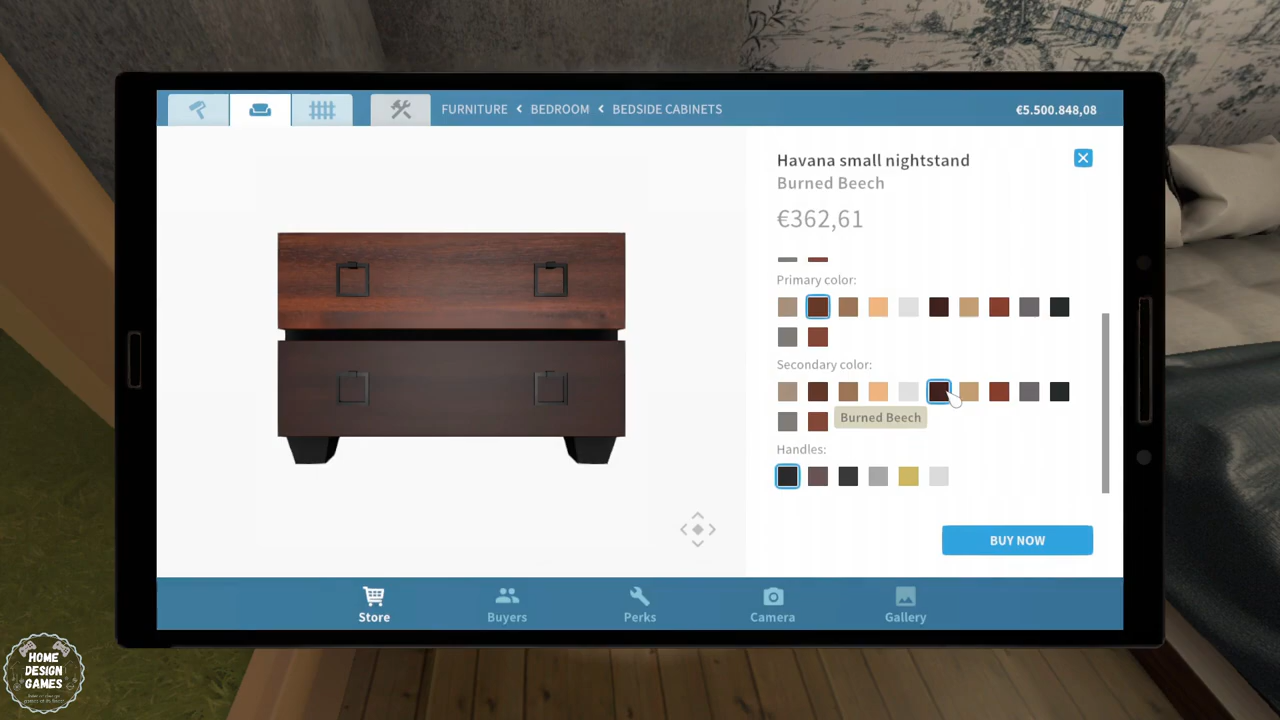 FURNITURE < BEDROOM < BEDSIDE CABINETS
€5.500.848,08
Havana small nightstand
Burned Beech
€362,61
Primary color:
Secondary color:
Burned Beech
Handles:
BUY NOW
Store
Buyers
Perks
Camera
Gallery
HOME
DESIGN
GAMES